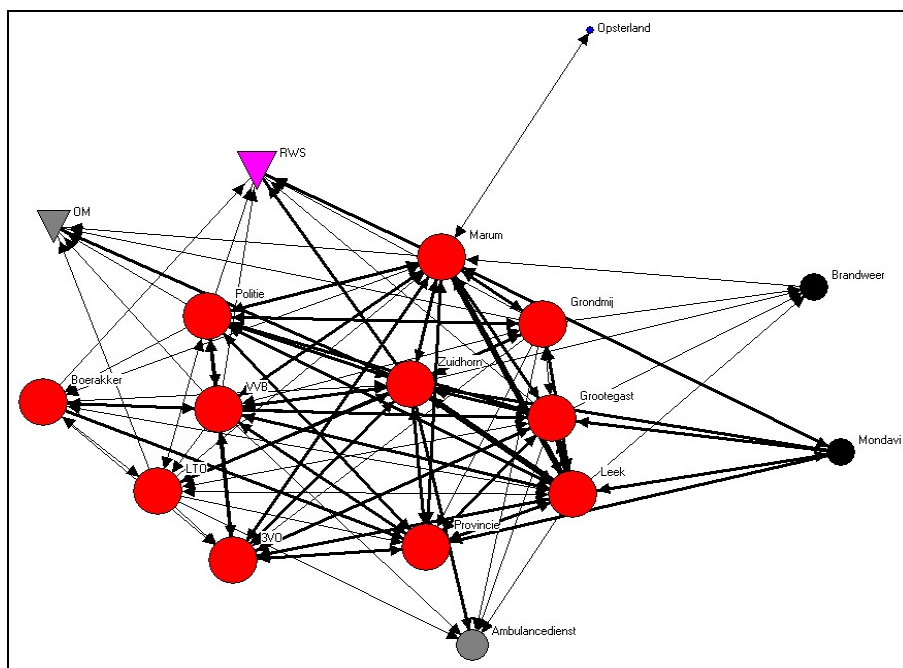 Opsterland
RWS
OM
Marum
Brandweer
Politie
Grondmij
Zuidhorn
Boerakker
VVB
Grootegast
Mondavi
LTO
Leek
Provincie
3VO
Ambulancedienst